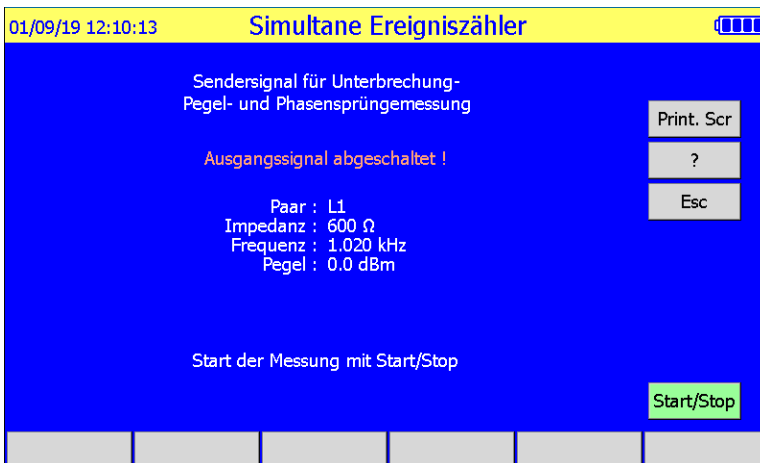 01/09/19 12:10:13 Simultane Ereigniszähler
Sendersignal für Unterbrechung-
Pegel- und Phasensprüngemessung
Print. Scr
Ausgangssignal abgeschaltet !
?
Paar : L1
Esc
Impedanz : 600 Ω
Frequenz : 1.020 kHz
Pegel : 0.0 dBm
Start der Messung mit Start/Stop
Start/Stop